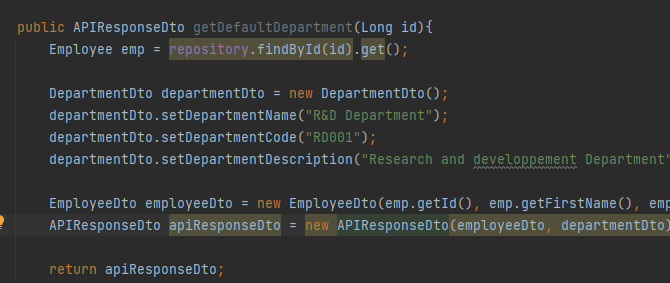 public APIResponseDto getDefaultDepartment(Long id){
Employee emp = repository.findById(id).get();
DepartmentDto departmentDto = new DepartmentDto();
departmentDto.setDepartmentName("R&D Department");
departmentDto.setDepartmentCode("RD001");
departmentDto.setDepartmentDescription("Research and developpement Department"
EmployeeDto employeeDto = new EmployeeDto(emp.getId(), emp.getFirstName(), emp
APIResponseDto apiResponseDto = new APIResponseDto(employeeDto, departmentDto)
return apiResponseDto;